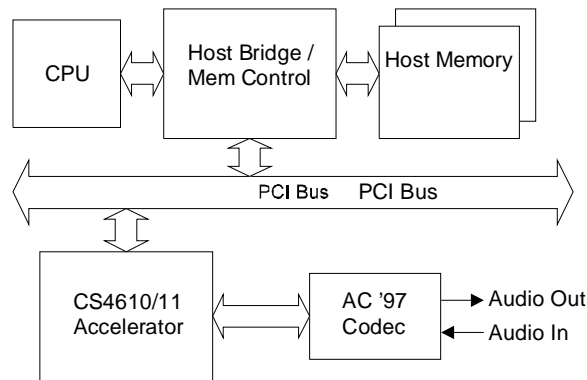 CPU
Host Bridge /
Mem Control
Host Memory
PCI Bus PCI Bus
CS4610/11
Accelerator
AC '97
Codec
Audio Out
Audio In